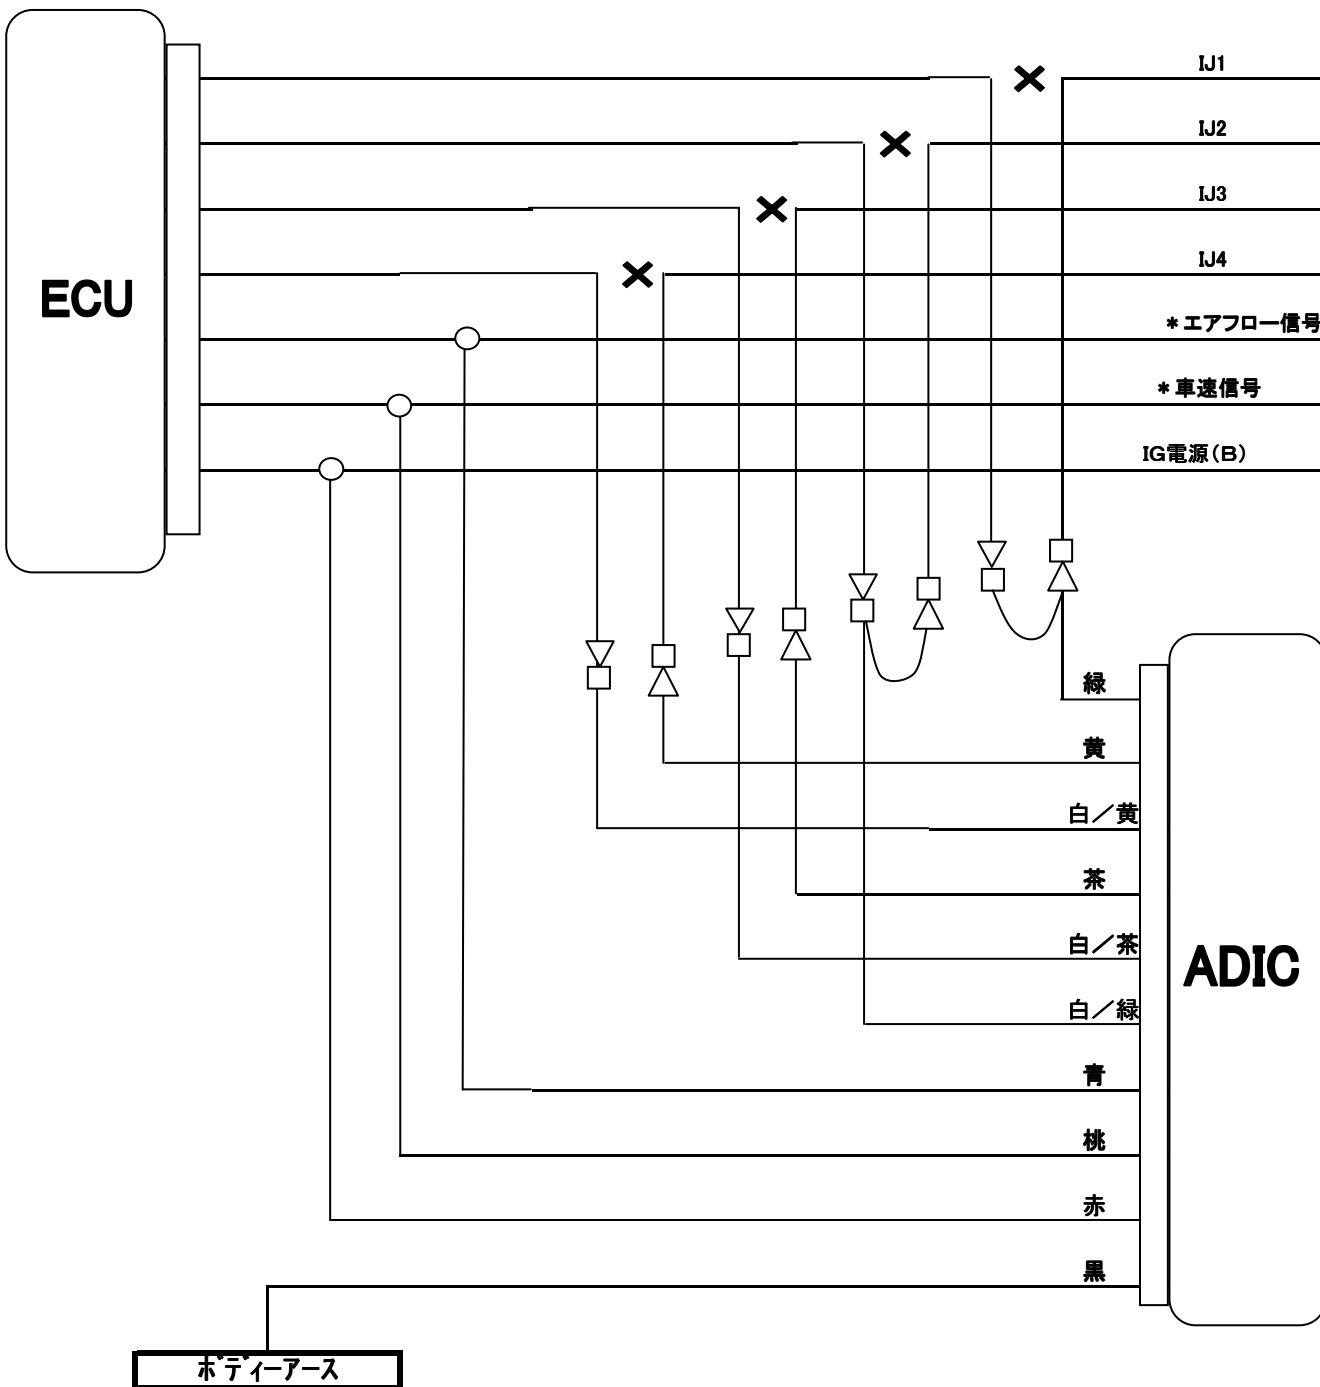 IJ1
IJ2
IJ3
IJ4
ECU
*エアフロー信号
*車速信号
IG電源(B)
緑
黄
白/黄
茶
白/茶
ADIC
白/緑
青
桃
赤
黒
ボディーアース